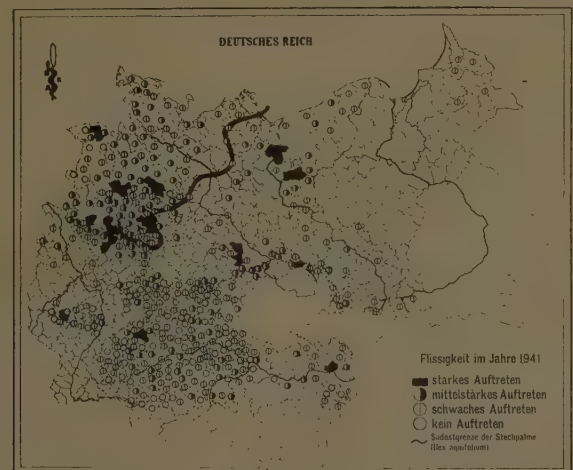 DEUTSCHES REICH
Flissigkeit im Jahre 1941
starkes Auftreten
mittelstärkes Auftreten
schwaches Auftreten
kein Auftreten
Südostgrenze der Stechpalme
(Ilex aquifolium)